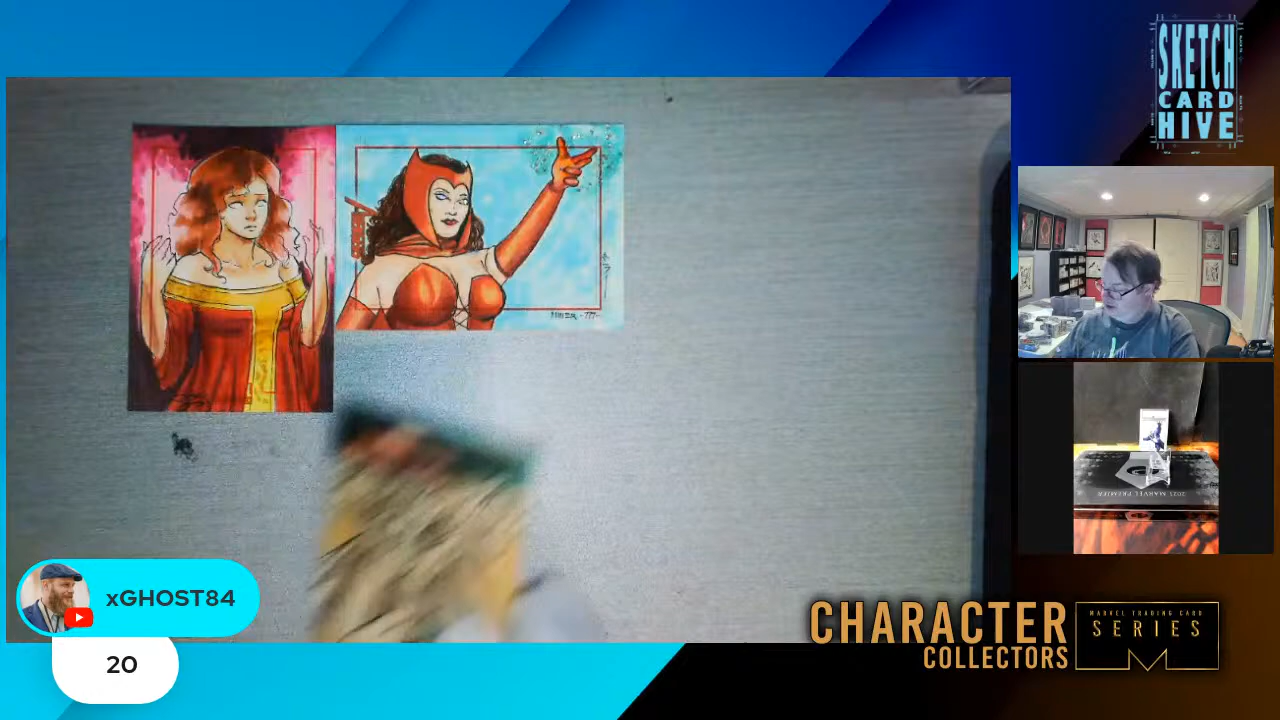 SKETCH
CARD
HIVE
xGHOST84
20
CHARACTER
COLLECTORS
MARVEL TRADING CARD
SERIES
M